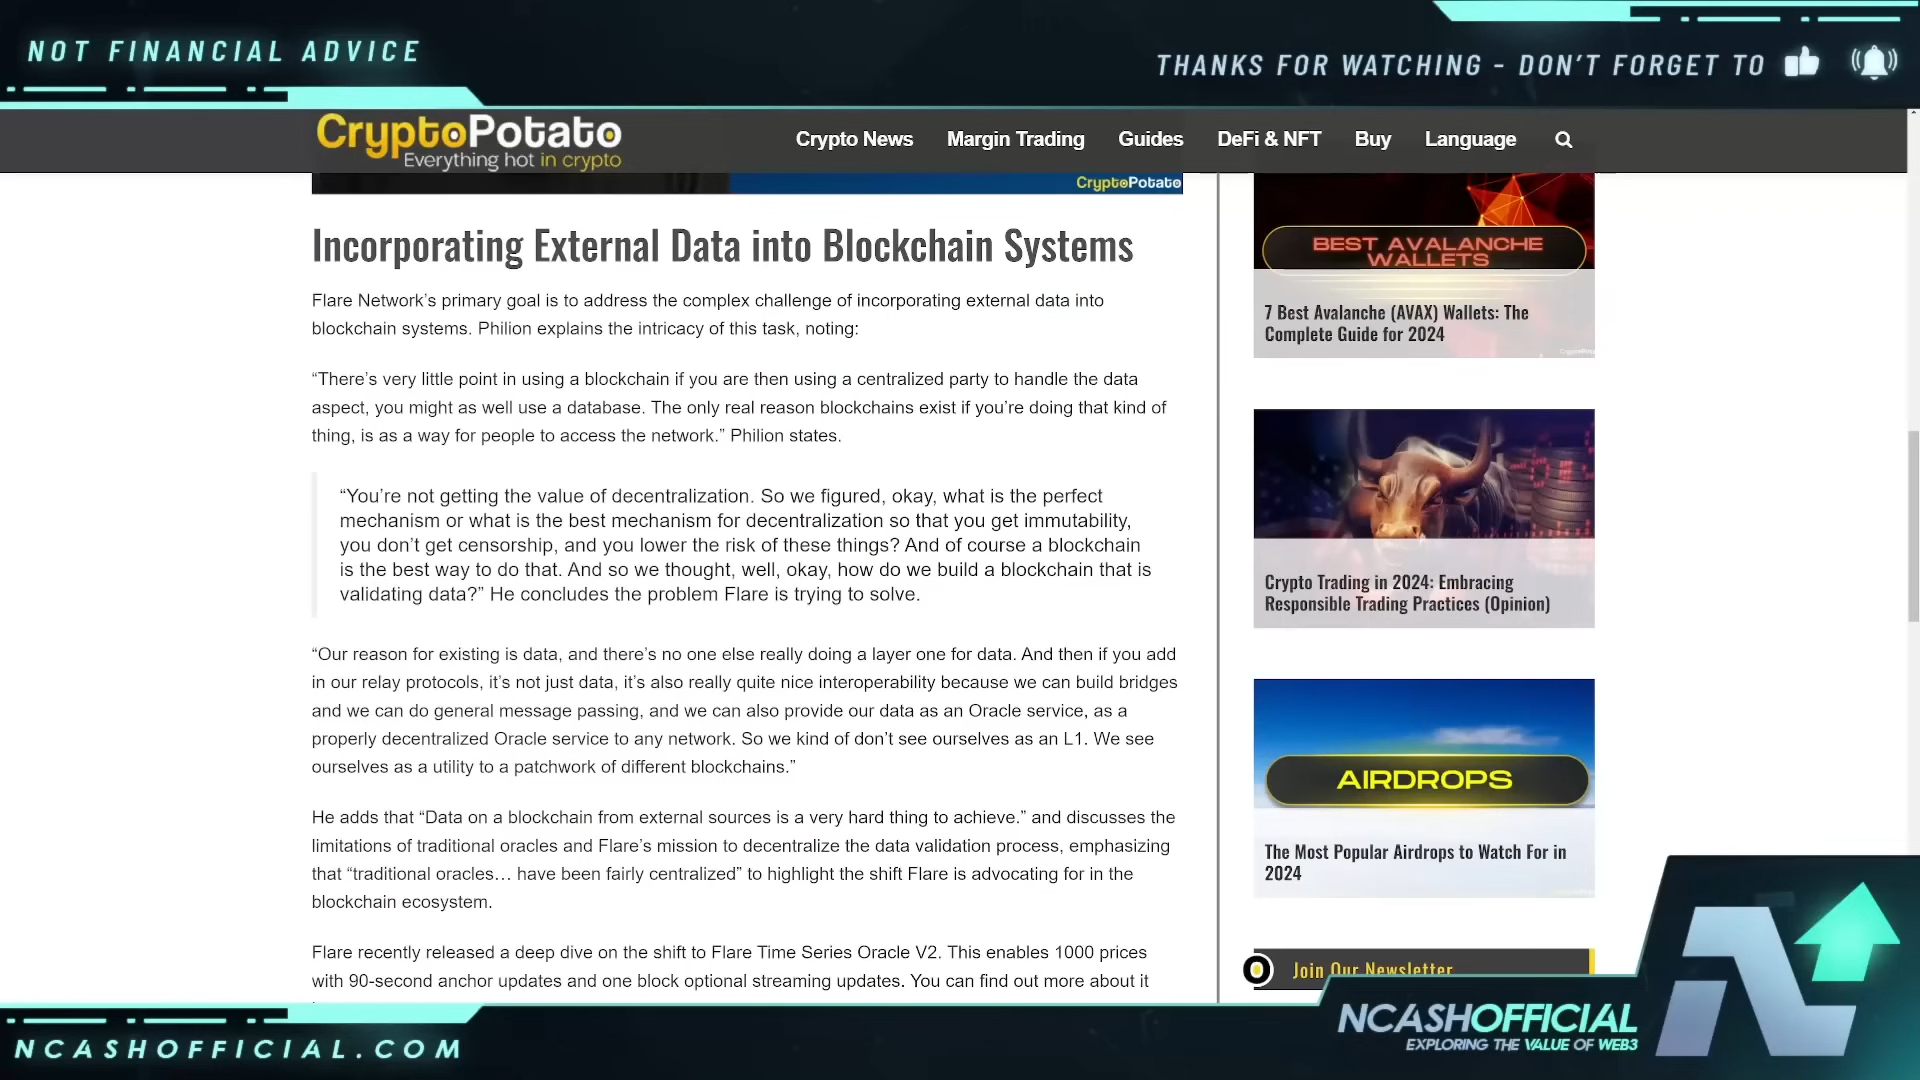 NOT FINANCIAL ADVICE
THANKS FOR WATCHING - DON'T FORGET TO
CryptoPotato
Everything hot in crypto
Crypto News
Margin Trading
Guides
DeFi & NFT
Buy
Language
CryptoPotato
Incorporating External Data into Blockchain Systems
Flare Network’s primary goal is to address the complex challenge of incorporating external data into
blockchain systems. Philion explains the intricacy of this task, noting:
“There’s very little point in using a blockchain if you are then using a centralized party to handle the data
aspect, you might as well use a database. The only real reason blockchains exist if you’re doing that kind of
thing, is as a way for people to access the network.” Philion states.
“You’re not getting the value of decentralization. So we figured, okay, what is the perfect
mechanism or what is the best mechanism for decentralization so that you get immutability,
you don’t get censorship, and you lower the risk of these things? And of course a blockchain
is the best way to do that. And so we thought, well, okay, how do we build a blockchain that is
validating data?” He concludes the problem Flare is trying to solve.
“Our reason for existing is data, and there’s no one else really doing a layer one for data. And then if you add
in our relay protocols, it’s not just data, it’s also really quite nice interoperability because we can build bridges
and we can do general message passing, and we can also provide our data as an Oracle service, as a
properly decentralized Oracle service to any network. So we kind of don’t see ourselves as an L1. We see
ourselves as a utility to a patchwork of different blockchains.”
He adds that “Data on a blockchain from external sources is a very hard thing to achieve.” and discusses the
limitations of traditional oracles and Flare’s mission to decentralize the data validation process, emphasizing
that “traditional oracles… have been fairly centralized” to highlight the shift Flare is advocating for in the
blockchain ecosystem.
Flare recently released a deep dive on the shift to Flare Time Series Oracle V2. This enables 1000 prices
with 90-second anchor updates and one block optional streaming updates. You can find out more about it
BEST AVALANCHE
WALLETS
7 Best Avalanche (AVAX) Wallets: The
Complete Guide for 2024
Crypto Trading in 2024: Embracing
Responsible Trading Practices (Opinion)
AIRDROPS
The Most Popular Airdrops to Watch For in
2024
Join Our Newsletter
NCASHOFFICIAL.COM
NCASHOFFICIAL
EXPLORING THE VALUE OF WEB3